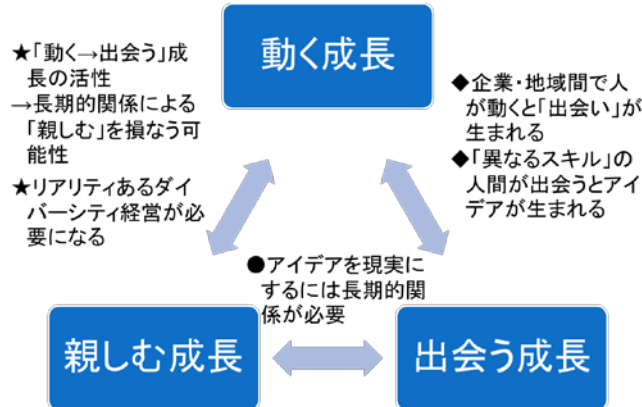 動く成長
★「動く→出会う」成
長の活性
→長期的関係による
「親しむ」を損なう可
能性
★リアリティあるダイ
バーシティ経営が必
要になる
◆企業・地域間で人
が動くと「出会い」が
生まれる
◆「異なるスキル」の
人間が出会うとアイ
デアが生まれる
●アイデアを現実に
するには長期的関
係が必要
親しむ成長
出会う成長